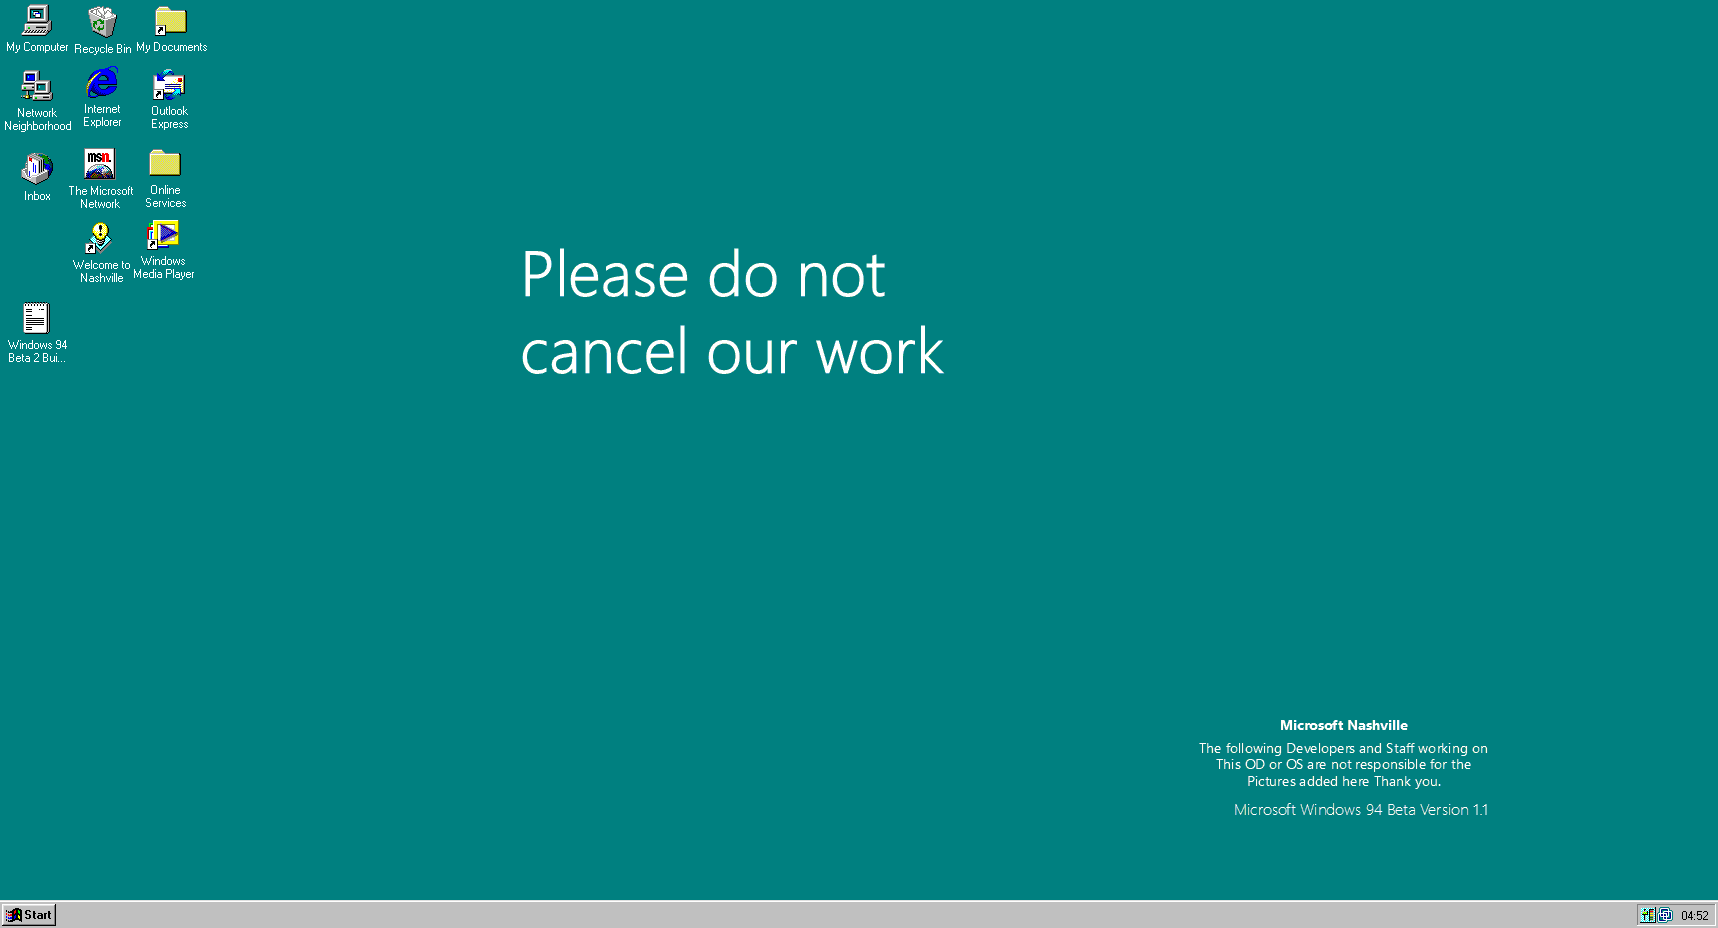 My Computer
Recycle Bin
My Documents
Network
Neighborhood
Internet
Explorer
Outlook
Express
Inbox
msn.
The Microsoft
Network
Online
Services
Welcome to
Nashville
Windows
Media Player
Windows 94
Beta 2 Bui...
Please do not
cancel our work
Microsoft Nashville
The following Developers and Staff working on
This OD or OS are not responsible for the
Pictures added here Thank you.
Microsoft Windows 94 Beta Version 1.1
Start
04:52